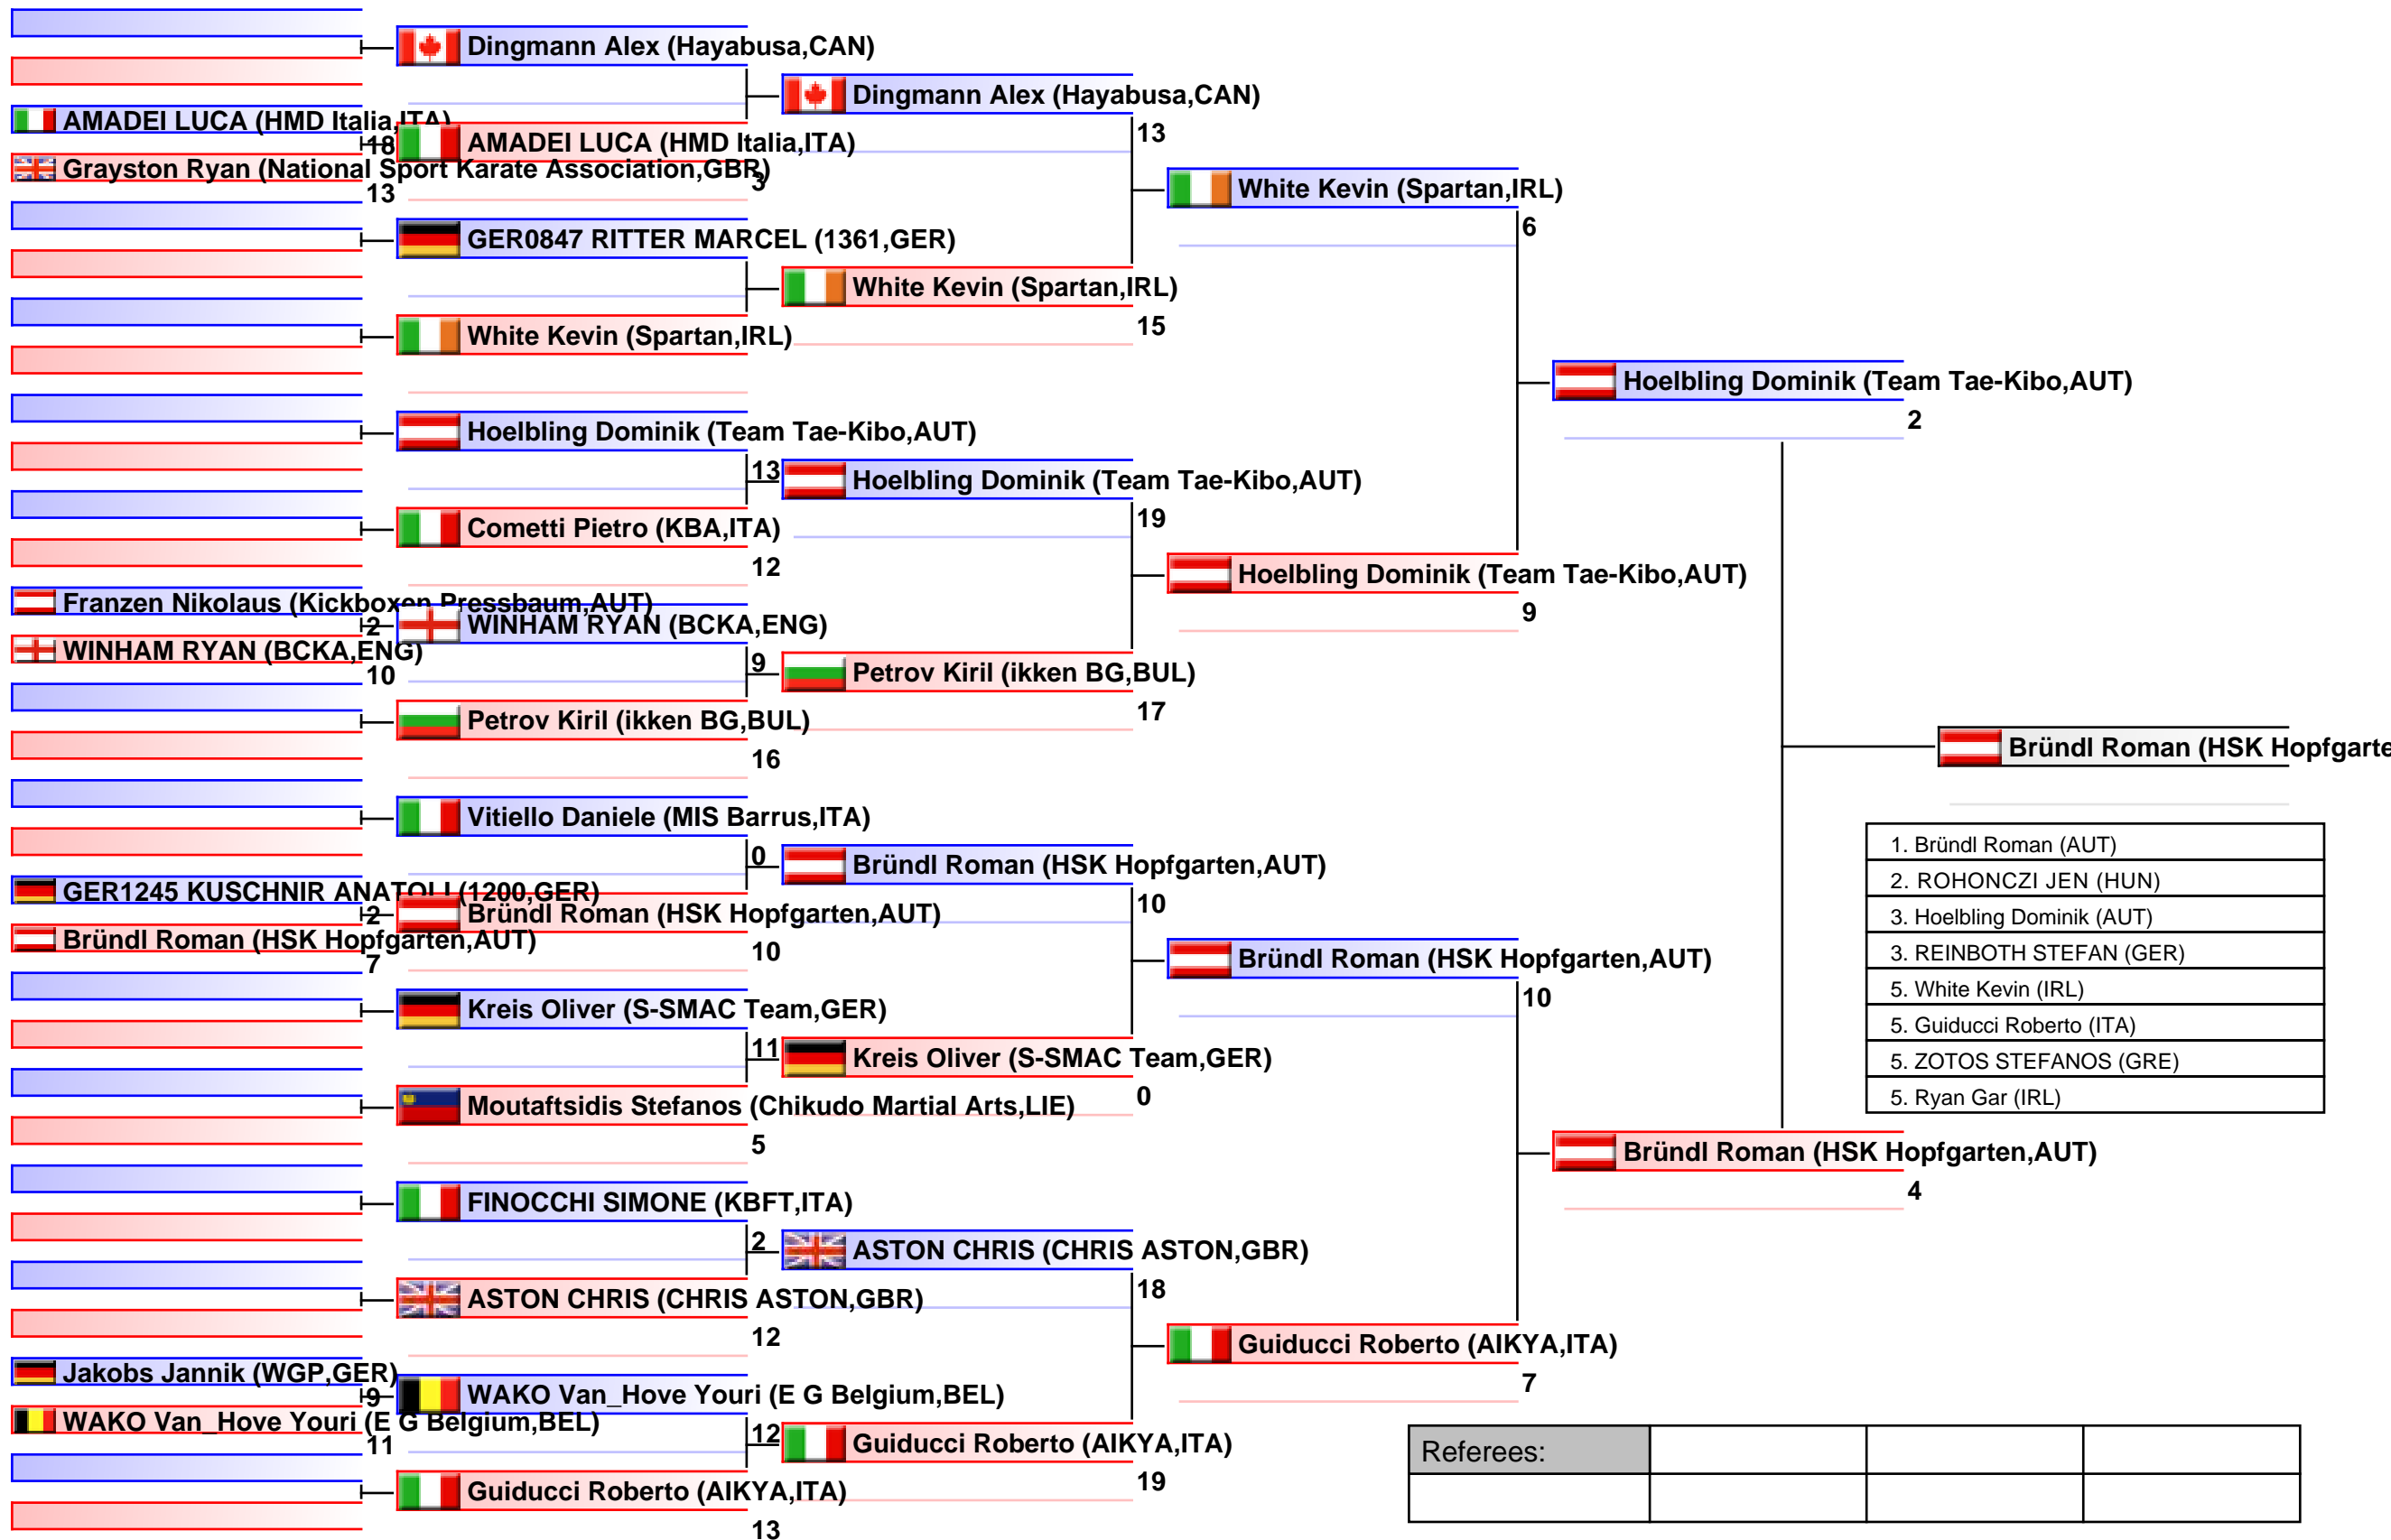 AMADEI LUCA (HMD Italia,ITA)
18
Grayston Ryan (National Sport Karate Association,GBR)
13
Franzen Nikolaus (Kickboxen Pressbaum,AUT)
2
WINHAM RYAN (BCKA,ENG)
10
GER1245 KUSCHNIR ANATOLI (1200,GER)
2
Bründl Roman (HSK Hopfgarten,AUT)
7
Jakobs Jannik (WGP,GER)
9
WAKO Van_Hove Youri (E G Belgium,BEL)
11
Dingmann Alex (Hayabusa,CAN)
AMADEI LUCA (HMD Italia,ITA)
3
GER0847 RITTER MARCEL (1361,GER)
White Kevin (Spartan,IRL)
Hoelbling Dominik (Team Tae-Kibo,AUT)
13
Cometti Pietro (KBA,ITA)
12
WINHAM RYAN (BCKA,ENG)
9
Petrov Kiril (ikken BG,BUL)
16
Vitiello Daniele (MIS Barrus,ITA)
0
Bründl Roman (HSK Hopfgarten,AUT)
10
Kreis Oliver (S-SMAC Team,GER)
11
Moutaftsidis Stefanos (Chikudo Martial Arts,LIE)
5
FINOCCHI SIMONE (KBFT,ITA)
2
ASTON CHRIS (CHRIS ASTON,GBR)
12
WAKO Van_Hove Youri (E G Belgium,BEL)
12
Guiducci Roberto (AIKYA,ITA)
13
Dingmann Alex (Hayabusa,CAN)
13
White Kevin (Spartan,IRL)
15
Hoelbling Dominik (Team Tae-Kibo,AUT)
19
Petrov Kiril (ikken BG,BUL)
17
Bründl Roman (HSK Hopfgarten,AUT)
10
Kreis Oliver (S-SMAC Team,GER)
0
ASTON CHRIS (CHRIS ASTON,GBR)
18
Guiducci Roberto (AIKYA,ITA)
19
White Kevin (Spartan,IRL)
6
Hoelbling Dominik (Team Tae-Kibo,AUT)
9
Bründl Roman (HSK Hopfgarten,AUT)
10
Guiducci Roberto (AIKYA,ITA)
7
Hoelbling Dominik (Team Tae-Kibo,AUT)
2
Bründl Roman (HSK Hopfgarten,AUT)
4
Bründl Roman (HSK Hopfgarte
1. Bründl Roman (AUT)
2. ROHONCZI JEN (HUN)
3. Hoelbling Dominik (AUT)
3. REINBOTH STEFAN (GER)
5. White Kevin (IRL)
5. Guiducci Roberto (ITA)
5. ZOTOS STEFANOS (GRE)
5. Ryan Gar (IRL)
Referees: